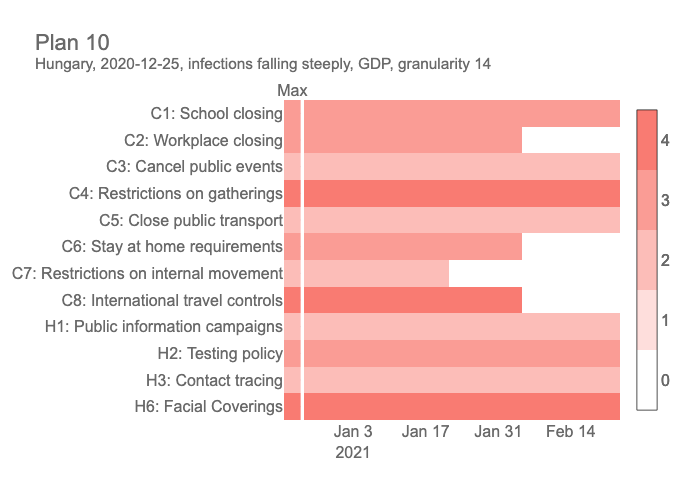 Plan 10
Hungary, 2020-12-25, infections falling steeply, GDP, granularity 14
Max
C1: School closing
C2: Workplace closing
C3: Cancel public events
C4: Restrictions on gatherings
C5: Close public transport
C6: Stay at home requirements
C7: Restrictions on internal movement
C8: International travel controls
H1: Public information campaigns
H2: Testing policy
H3: Contact tracing
H6: Facial Coverings
Jan 3 Jan 17 Jan 31 Feb 14
2021
4
3
2
1
0